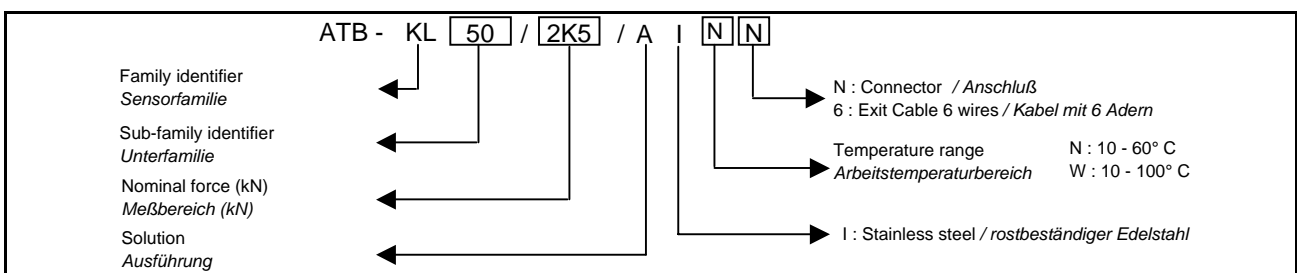 ATB - KL 50 / 2K5 / A I N N
Family identifier
Sensorfamilie
Sub-family identifier
Unterfamilie
Nominal force (kN)
Meßbereich (kN)
Solution
Ausführung
N : Connector / Anschluß
6 : Exit Cable 6 wires / Kabel mit 6 Adern
Temperature range N : 10 - 60° C
Arbeitstemperaturbereich W : 10 - 100° C
I : Stainless steel / rostbeständiger Edelstahl